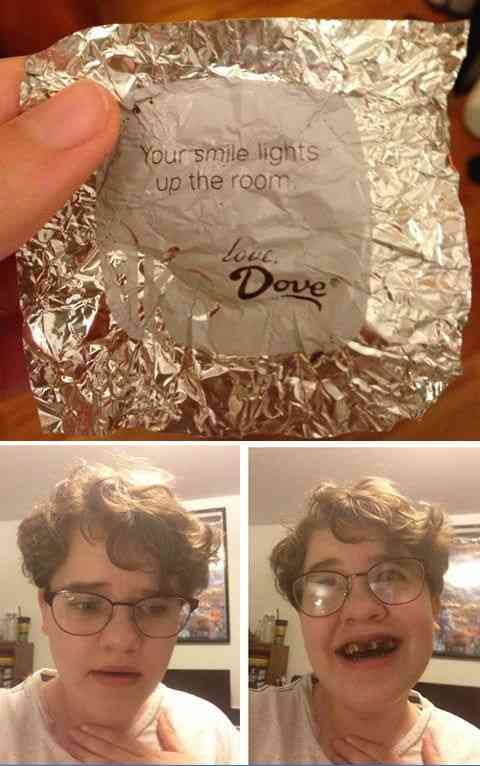 Your smile lights
up the room.
love,
Dove®